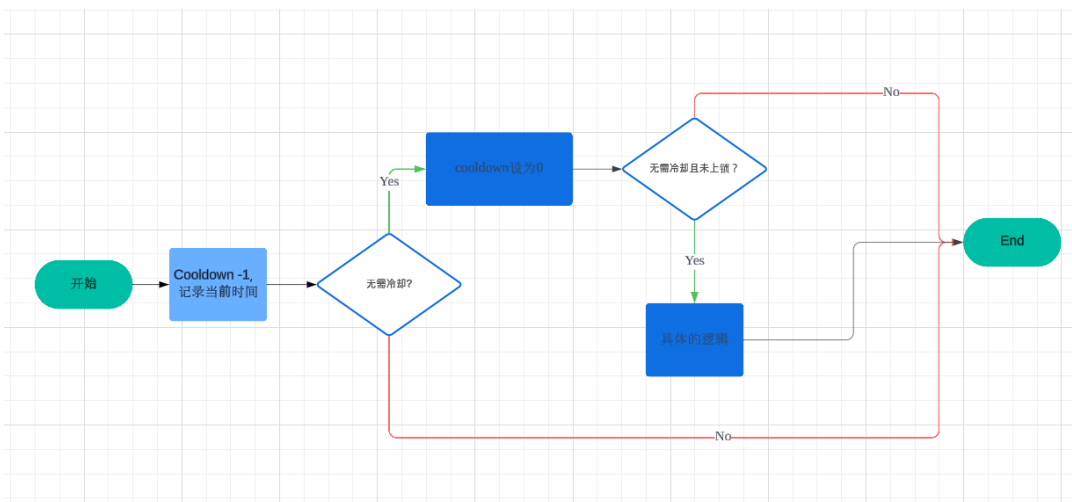 开始
Cooldown -1,
记录当前时间
无需冷却?
Yes
cooldown设为0
无需冷却且未上锁？
No
Yes
具体的逻辑
End
No